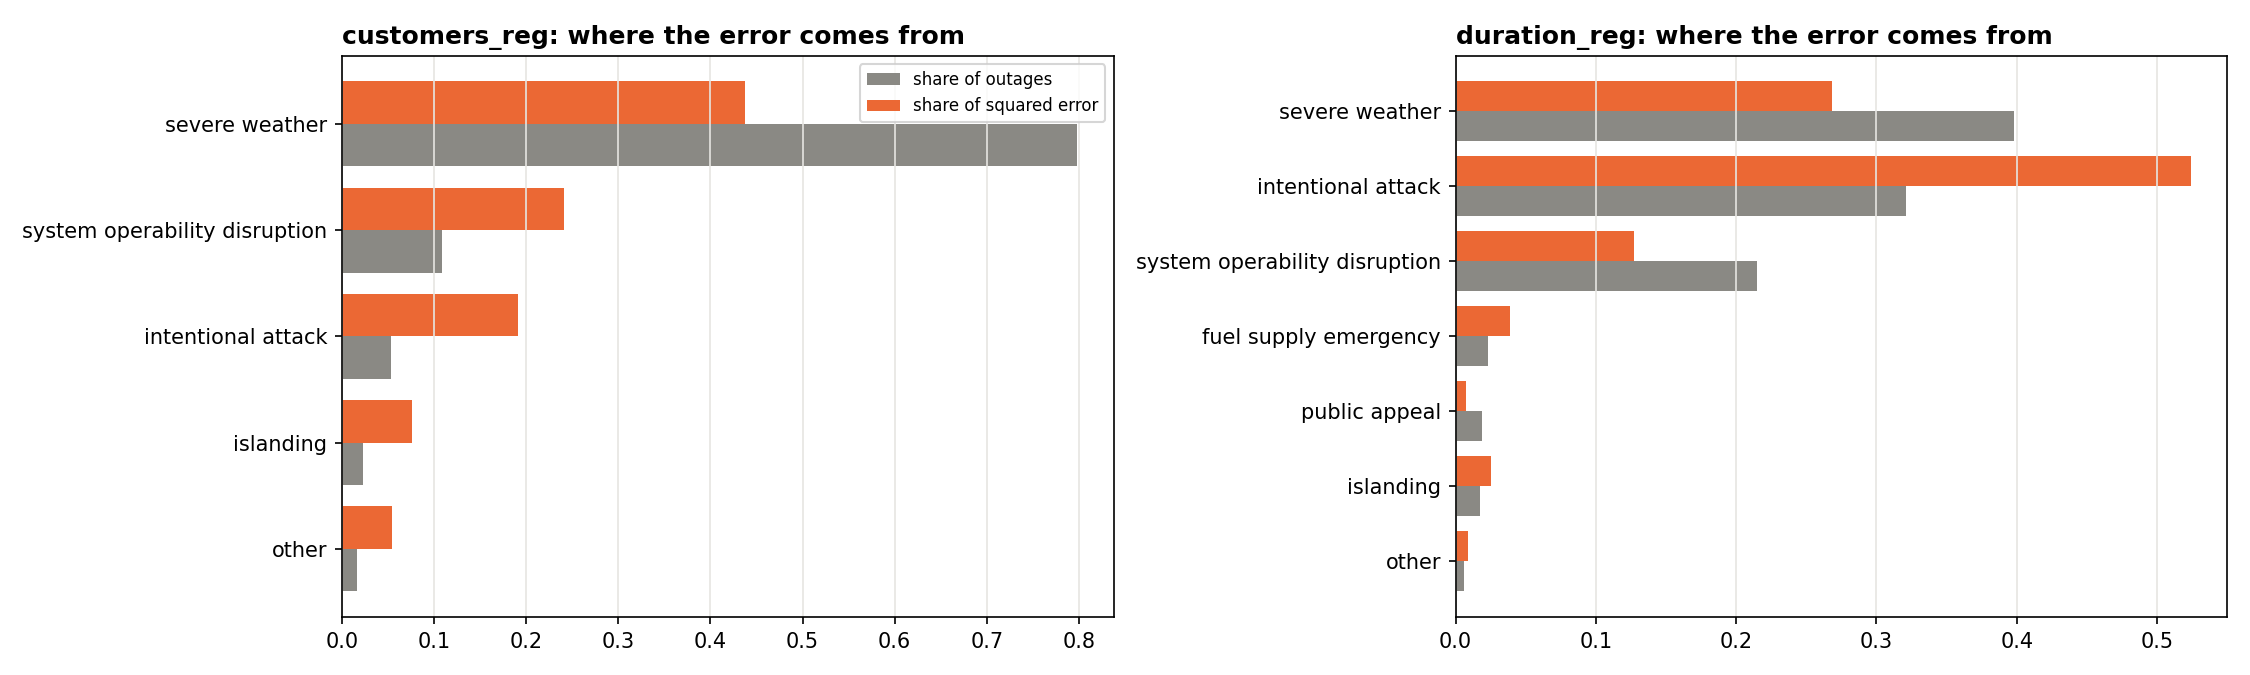 customers_reg: where the error comes from
share of outages
share of squared error
severe weather
system operability disruption
intentional attack
islanding
other
0.0 0.1 0.2 0.3 0.4 0.5 0.6 0.7 0.8
duration_reg: where the error comes from
severe weather
intentional attack
system operability disruption
fuel supply emergency
public appeal
islanding
other
0.0 0.1 0.2 0.3 0.4 0.5